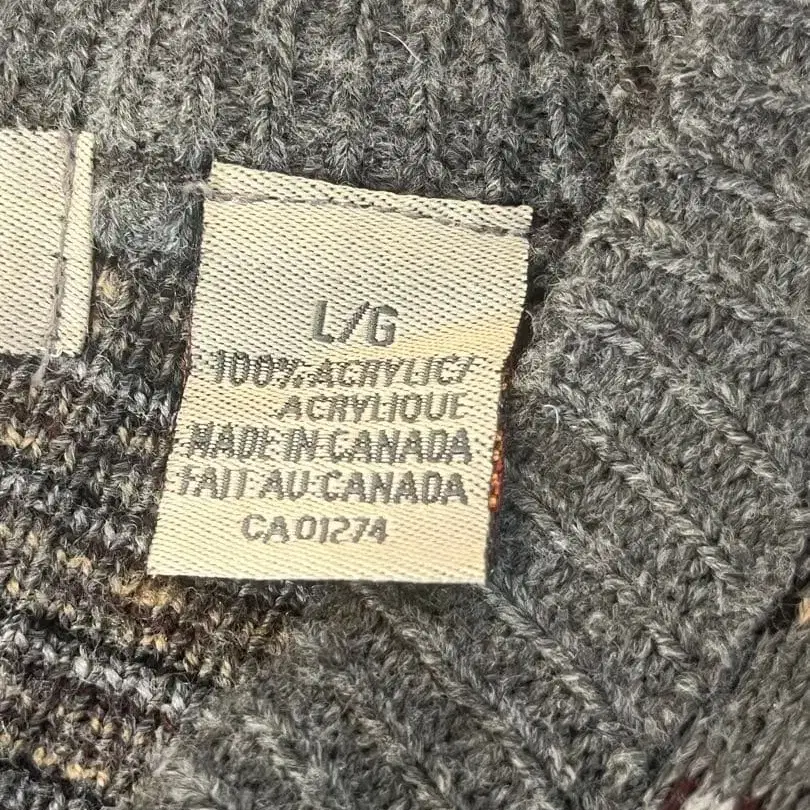 L/G
100% ACRYLIC/
ACRYLIQUE
MADE IN CANADA
FAIT AU CANADA
CA 01274